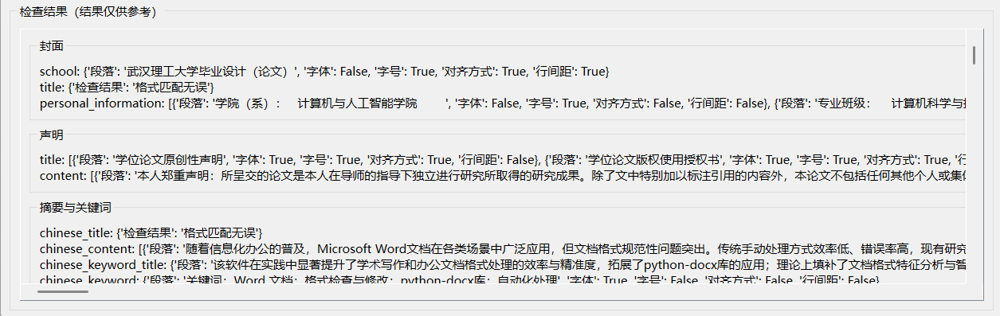 检查结果（结果仅供参考）
封面
school: {'段落': '武汉理工大学毕业设计（论文）', '字体': False, '字号': True, '对齐方式': True, '行间距': True}
title: {'检查结果': '格式匹配无误'}
personal_information: [{'段落': '学院（系）：    计算机与人工智能学院        ', '字体': False, '字号': True, '对齐方式': False, '行间距': False}, {'段落': '专业班级：    计算机科学与
声明
title: [{'段落': '学位论文原创性声明', '字体': True, '字号': True, '对齐方式': True, '行间距': False}, {'段落': '学位论文版权使用授权书', '字体': True, '字号': True, '对齐方式': True, '行
content: [{'段落': '本人郑重声明：所呈交的论文是本人在导师的指导下独立进行研究所取得的研究成果。除了文中特别加以标注引用的内容外，本论文不包括任何其他个人或集
摘要与关键词
chinese_title: {'检查结果': '格式匹配无误'}
chinese_content: [{'段落': '随着信息化办公的普及，Microsoft Word文档在各类场景中广泛应用，但文档格式规范性问题突出。传统手动处理方式效率低、错误率高，现有研究
chinese_keyword_title: {'段落': '该软件在实践中显著提升了学术写作和办公文档格式处理的效率与精准度，拓展了python-docx库的应用；理论上填补了文档格式特征分析与智
chinese_keyword: {'段落': '关键词：Word 文档；格式检查与修改；python-docx库；自动化处理', '字体': True, '字号': False, '对齐方式': False, '行间距': False}